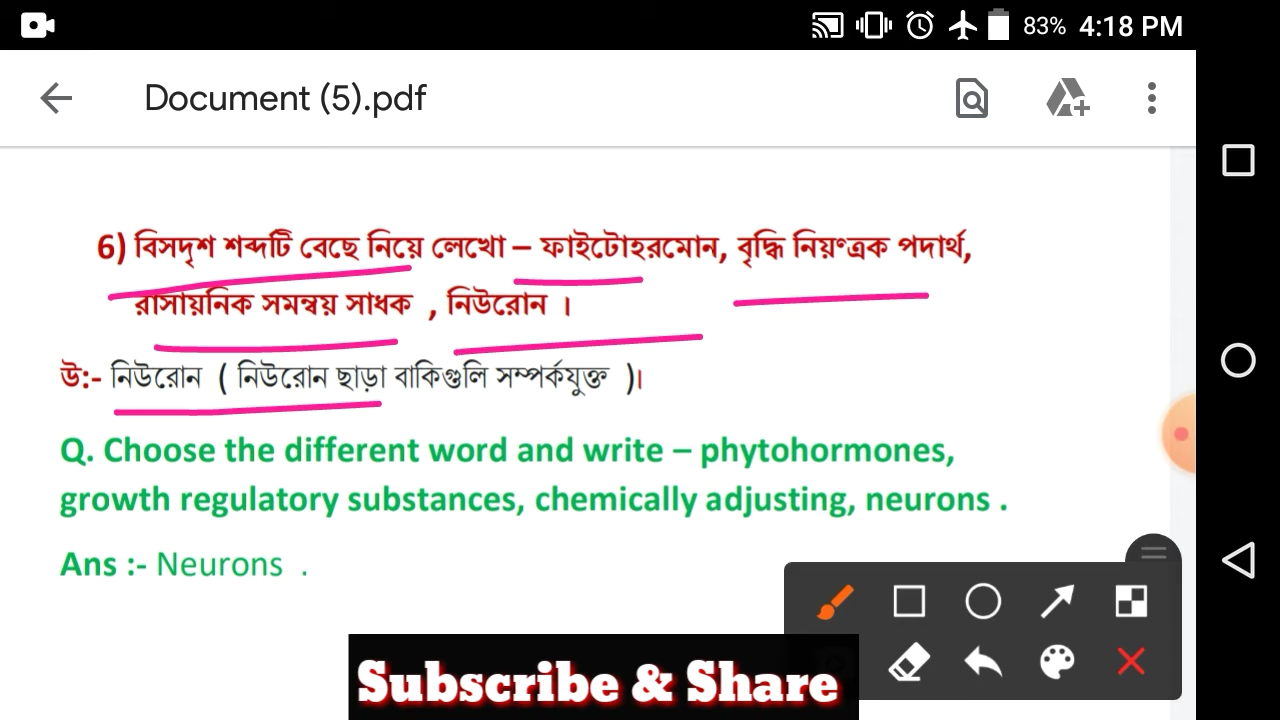 83% 4:18 PM
Document (5).pdf
6) বিসদৃশ শব্দটি বেছে নিয়ে লেখো – ফাইটোহরমোন, বৃদ্ধি নিয়ণ্ত্রক পদার্থ,
রাসায়নিক সমন্বয় সাধক , নিউরোন ।
উ:- নিউরোন ( নিউরোন ছাড়া বাকিগুলি সম্পর্কযুক্ত )।
Q. Choose the different word and write – phytohormones,
growth regulatory substances, chemically adjusting, neurons .
Ans :- Neurons .
Subscribe & Share